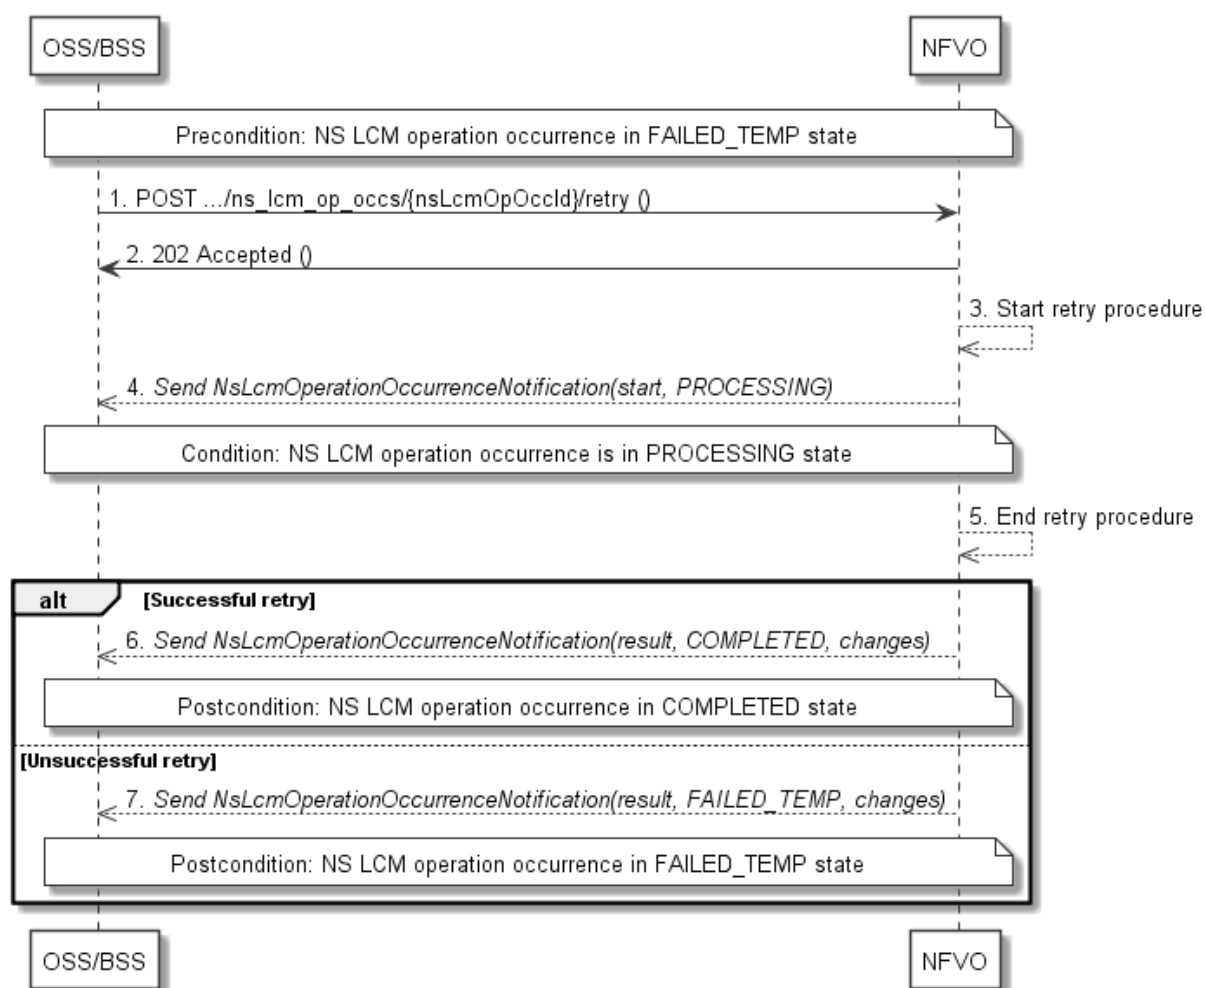 OSS/BSS
NFVO
Precondition: NS LCM operation occurrence in FAILED_TEMP state
1. POST .../ns_lcm_op_occs/{nsLcmOpOccId}/retry ()
2. 202 Accepted ()
3. Start retry procedure
4. Send NsLcmOperationOccurrenceNotification(start, PROCESSING)
Condition: NS LCM operation occurrence is in PROCESSING state
5. End retry procedure
alt
[Successful retry]
6. Send NsLcmOperationOccurrenceNotification(result, COMPLETED, changes)
Postcondition: NS LCM operation occurrence in COMPLETED state
[Unsuccessful retry]
7. Send NsLcmOperationOccurrenceNotification(result, FAILED_TEMP, changes)
Postcondition: NS LCM operation occurrence in FAILED_TEMP state
OSS/BSS
NFVO